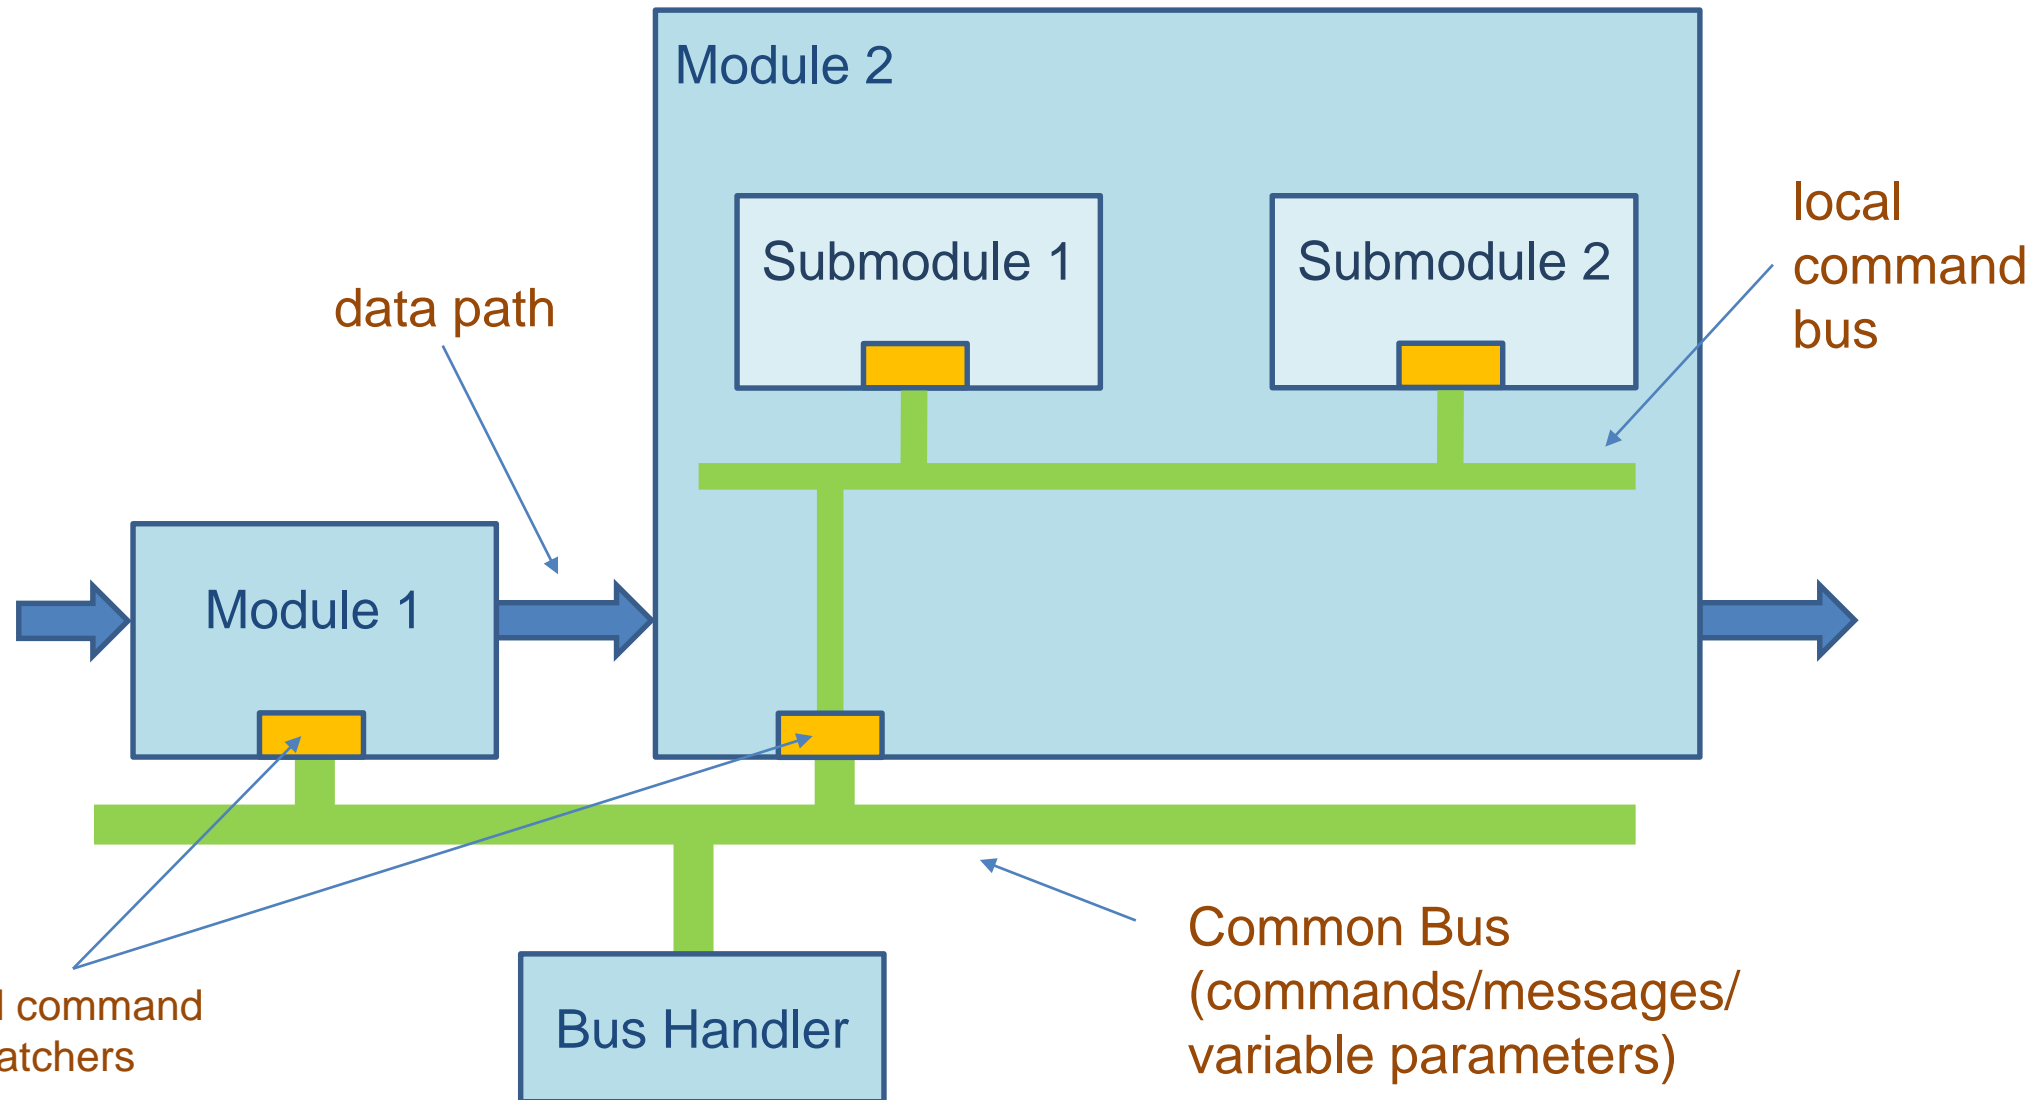 Module 2
Submodule 1
Submodule 2
local
command
bus
data path
Module 1
command
Bus Handler
Common Bus
(commands/messages/
variable parameters)